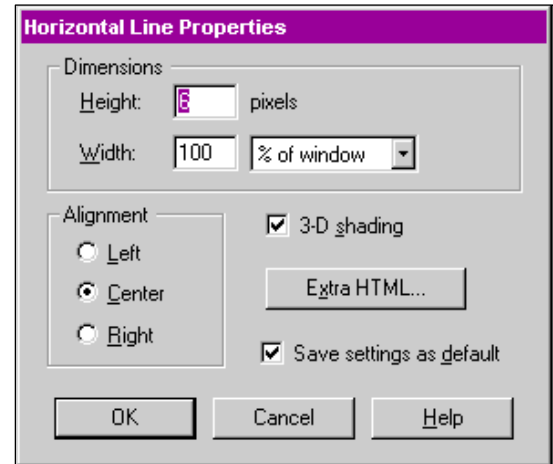 Horizontal Line Properties
Dimensions
Height: 6 pixels
Width: 100 % of window
Alignment
Left
Center
Right
3-D shading
Extra HTML...
Save settings as default
OK Cancel Help